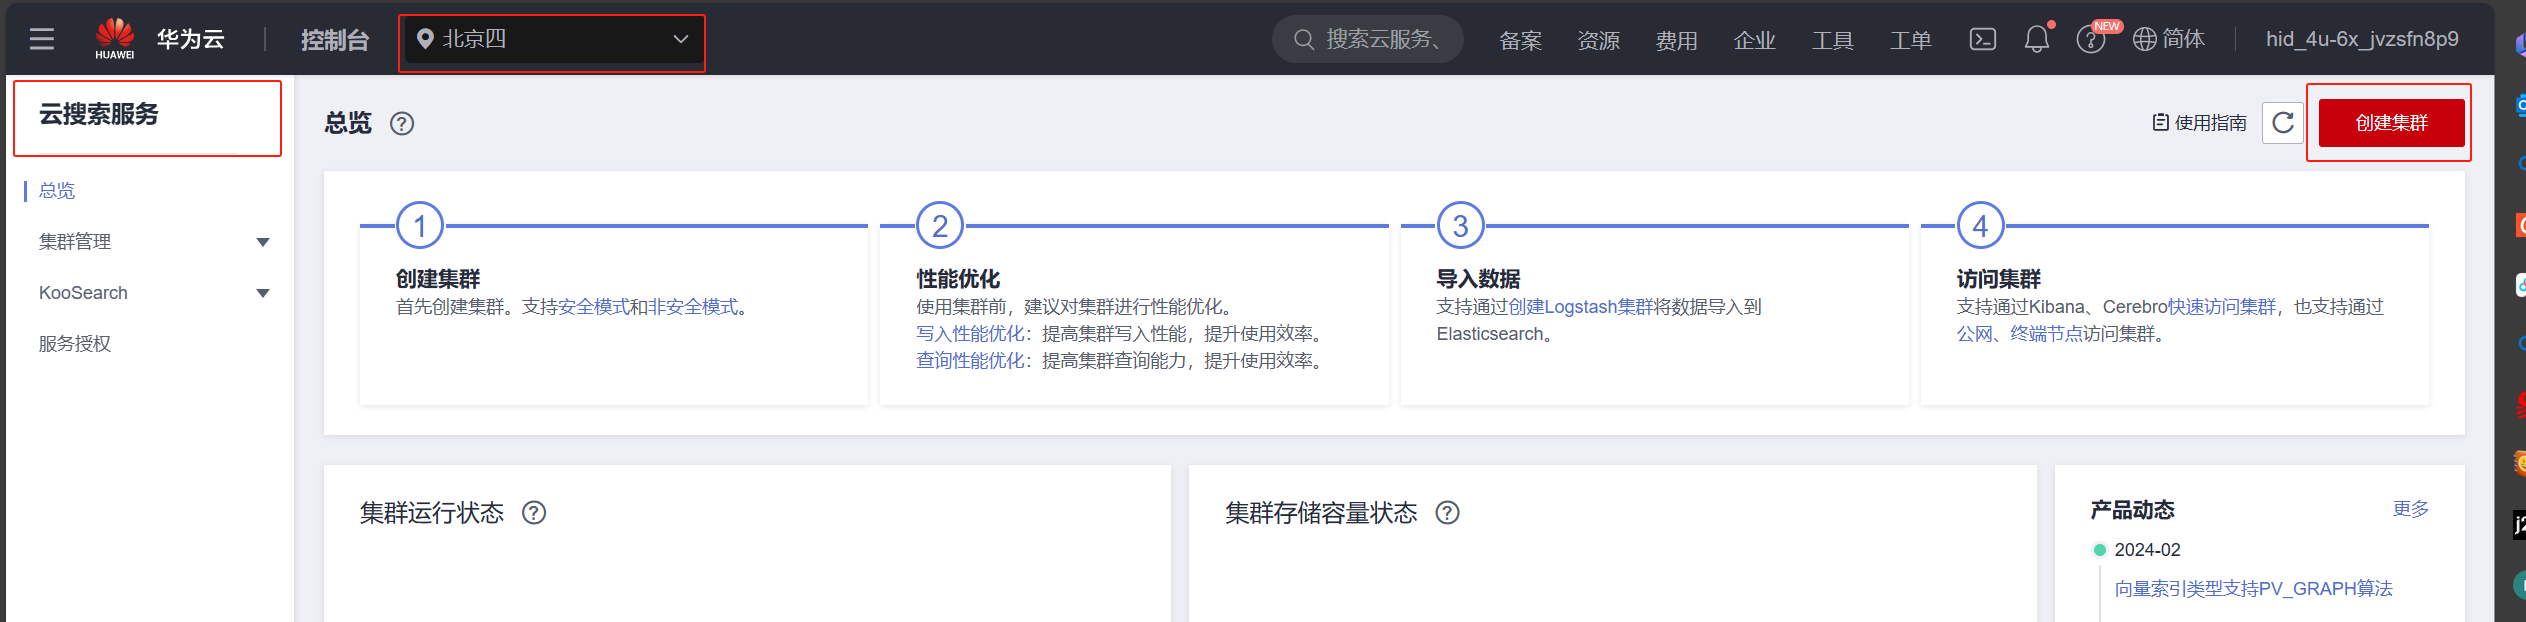 HUAWEI 华为云 控制台 北京四 搜索云服务、 备案 资源 费用 企业 工具 工单 NEW 简体 hid_4u-6x_jvzsfn8p9
云搜索服务
总览
集群管理
KooSearch
服务授权
总览 使用指南 创建集群
1
创建集群
首先创建集群。支持安全模式和非安全模式。
2
性能优化
使用集群前，建议对集群进行性能优化。
写入性能优化：提高集群写入性能，提升使用效率。
查询性能优化：提高集群查询能力，提升使用效率。
3
导入数据
支持通过创建Logstash集群将数据导入到
Elasticsearch。
4
访问集群
支持通过Kibana、Cerebro快速访问集群，也支持通过
公网、终端节点访问集群。
集群运行状态
集群存储容量状态
产品动态 更多
2024-02
向量索引类型支持PV_GRAPH算法